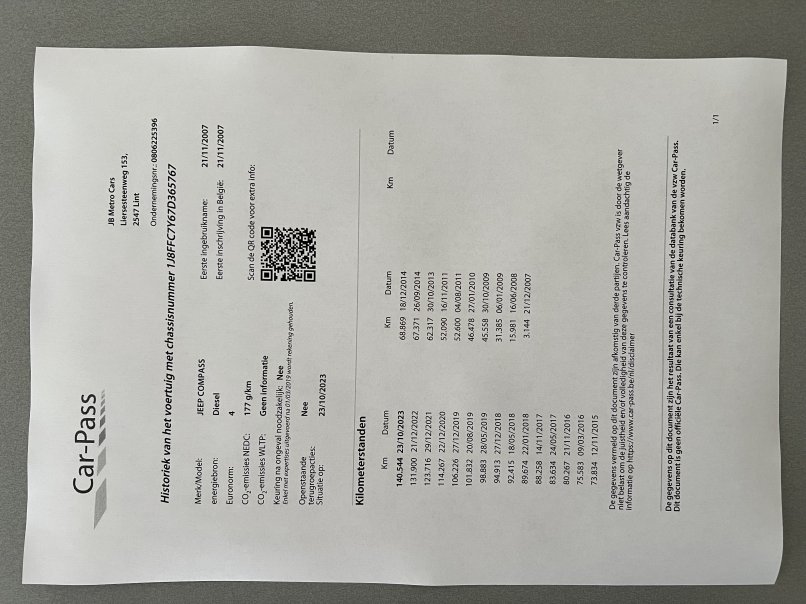 Car-Pass
JB Metro Cars
Liersesteenweg 153,
2547 Lint
Ondernemingsnr.: 0806225396
Historiek van het voertuig met chassisnummer 1J8FFC7Y67D365767
Merk/Model: JEEP COMPASS
energiebron: Diesel
Euronorm: 4
CO₂-emissies NEDC: 177 g/km
CO₂-emissies WLTP: Geen informatie
Keuring na ongeval noodzakelijk: Nee
Enkel met expertises uitgevoerd na 01/03/2019 wordt rekening gehouden.
Openstaande Nee
terugroepacties:
Situatie op: 23/10/2023
Eerste ingebruikname: 21/11/2007
Eerste inschrijving in België: 21/11/2007
Scan de QR code voor extra info:
Kilometerstanden
Km Datum
140.544 23/10/2023
131.900 21/12/2022
123.716 29/12/2021
114.267 22/12/2020
106.226 27/12/2019
101.832 20/08/2019
98.883 28/05/2019
94.913 27/12/2018
92.415 18/05/2018
89.674 22/01/2018
88.258 14/11/2017
83.634 24/05/2017
80.267 21/11/2016
75.583 09/03/2016
73.834 12/11/2015
Km Datum
68.869 18/12/2014
67.371 26/09/2014
62.317 30/10/2013
52.090 16/11/2011
52.600 04/08/2011
46.478 27/01/2010
45.558 30/10/2009
31.385 06/01/2009
15.981 16/06/2008
3.144 21/12/2007
Km Datum
De gegevens vermeld op dit document zijn afkomstig van derde partijen. Car-Pass vzw is door de wetgever
niet belast om de juistheid en/of volledigheid van deze gegevens te controleren. Lees aandachtig de
informatie op https://www.car-pass.be/nl/disclaimer
De gegevens op dit document zijn het resultaat van een consultatie van de databank van de vzw Car-Pass.
Dit document is geen officiële Car-Pass. Die kan enkel bij de technische keuring bekomen worden.
1/1